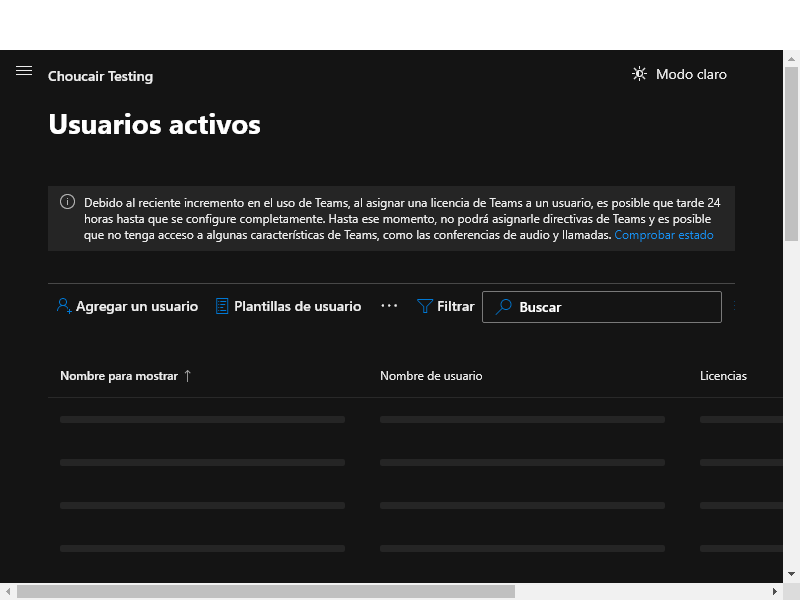 Choucair Testing
Modo claro
Usuarios activos
Debido al reciente incremento en el uso de Teams, al asignar una licencia de Teams a un usuario, es posible que tarde 24
horas hasta que se configure completamente. Hasta ese momento, no podrá asignarle directivas de Teams y es posible
que no tenga acceso a algunas características de Teams, como las conferencias de audio y llamadas. Comprobar estado
Agregar un usuario Plantillas de usuario ··· Filtrar Buscar
Nombre para mostrar ↑ Nombre de usuario Licencias